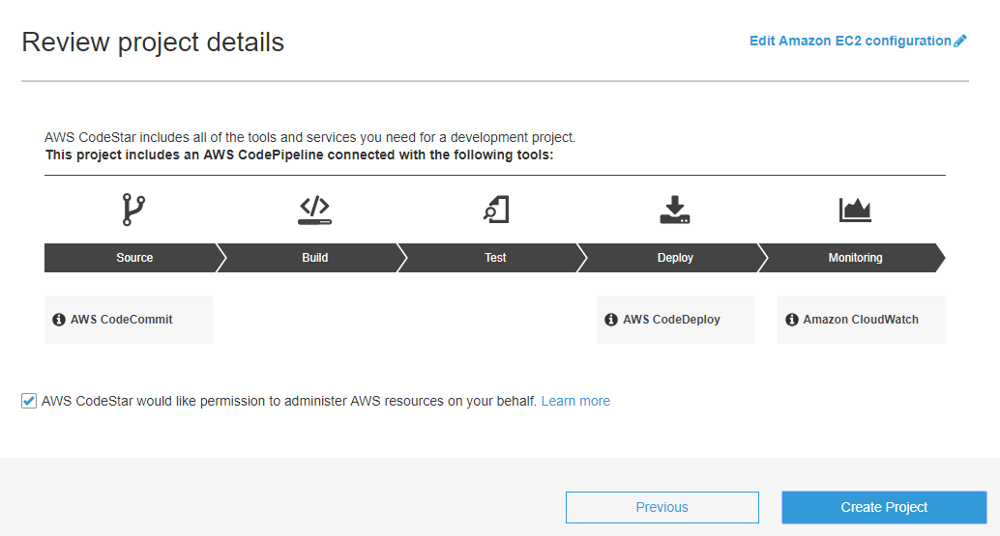 Review project details
Edit Amazon EC2 configuration
AWS CodeStar includes all of the tools and services you need for a development project.
This project includes an AWS CodePipeline connected with the following tools:
Source
Build
Test
Deploy
Monitoring
AWS CodeCommit
AWS CodeDeploy
Amazon CloudWatch
AWS CodeStar would like permission to administer AWS resources on your behalf. Learn more
Previous
Create Project